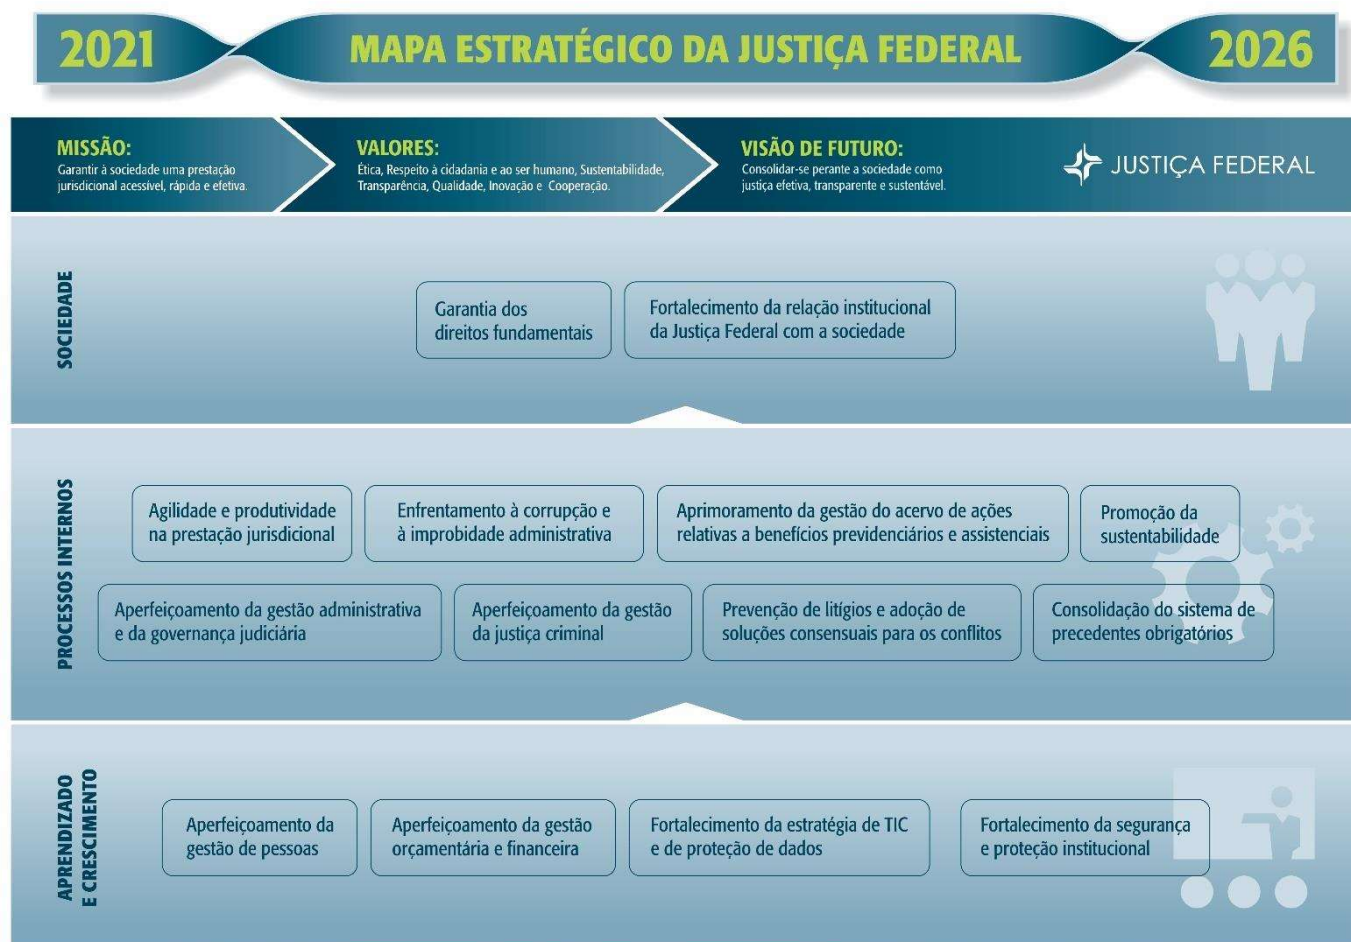 2021
MAPA ESTRATÉGICO DA JUSTIÇA FEDERAL
2026
MISSÃO:
Garantir à sociedade uma prestação
jurisdicional acessível, rápida e efetiva.
VALORES:
Ética, Respeito à cidadania e ao ser humano, Sustentabilidade,
Transparência, Qualidade, Inovação e Cooperação.
VISÃO DE FUTURO:
Consolidar-se perante a sociedade como
justiça efetiva, transparente e sustentável.
JUSTIÇA FEDERAL
SOCIEDADE
Garantia dos
direitos fundamentais
Fortalecimento da relação institucional
da Justiça Federal com a sociedade
PROCESSOS INTERNOS
Agilidade e produtividade
na prestação jurisdicional
Enfrentamento à corrupção e
à improbidade administrativa
Aprimoramento da gestão do acervo de ações
relativas a benefícios previdenciários e assistenciais
Promoção da
sustentabilidade
Aperfeiçoamento da gestão administrativa
e da governança judiciária
Aperfeiçoamento da gestão
da justiça criminal
Prevenção de litígios e adoção de
soluções consensuais para os conflitos
Consolidação do sistema de
precedentes obrigatórios
APRENDIZADO
E CRESCIMENTO
Aperfeiçoamento da
gestão de pessoas
Aperfeiçoamento da gestão
orçamentária e financeira
Fortalecimento da estratégia de TIC
e de proteção de dados
Fortalecimento da segurança
e proteção institucional